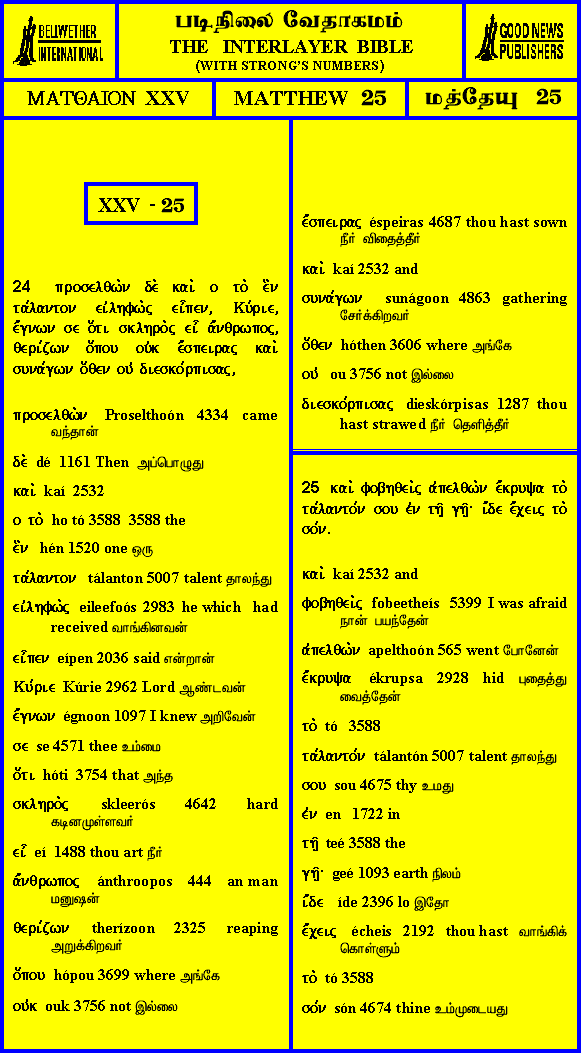 BELLWETHER
INTERNATIONAL
படிநிலை வேதாகமம்
THE INTERLAYER BIBLE
(WITH STRONG'S NUMBERS)
GOOD NEWS
PUBLISHERS
ΜΑΤΘΑΙΟΝ XXV
MATTHEW 25
மத்தேயு 25
XXV - 25
24 προσελθὼν δὲ καὶ ο τὸ ἓν
τάλαντον εἰληφὼς εἶπεν, Κύριε,
ἔγνων σε ὅτι σκληρὸς εἶ ἄνθρωπος,
θερίζων ὅπου οὐκ ἔσπειρας καὶ
συνάγων ὅθεν οὐ διεσκόρπισας,
προσελθὼν Proselthoón 4334 came
வந்தான்
δὲ dé 1161 Then அப்பொழுது
καὶ kaí 2532
ο τὸ ho tó 3588 3588 the
ἓν hén 1520 one ஒரு
τάλαντον tálanton 5007 talent தாலந்து
εἰληφὼς eileefoós 2983 he which had
received வாங்கினவன்
εἶπεν eípen 2036 said என்றான்
Κύριε Kúrie 2962 Lord ஆண்டவன்
ἔγνων égnoon 1097 I knew அறிவேன்
σε se 4571 thee உம்மை
ὅτι hóti 3754 that அந்த
σκληρὸς skleerós 4642 hard
கடினமுள்ளவர்
εἶ eí 1488 thou art நீர்
ἄνθρωπος ánthroopos 444 an man
மனுஷன்
θερίζων therízoon 2325 reaping
அறுக்கிறவர்
ὅπου hópou 3699 where அங்கே
οὐκ ouk 3756 not இல்லை
ἔσπειρας éspeiras 4687 thou hast sown
நீர் விதைத்தீர்
καὶ kaí 2532 and
συνάγων sunágoon 4863 gathering
சேர்க்கிறவர்
ὅθεν hóthen 3606 where அங்கே
οὐ ou 3756 not இல்லை
διεσκόρπισας dieskórpisas 1287 thou
hast strawed நீர் தெளித்தீர்
25 καὶ φοβηθεὶς ἀπελθὼν ἔκρυψα τὸ
τάλαντόν σου ἐν τῇ γῇ· ἴδε ἔχεις τὸ
σόν.
καὶ kaí 2532 and
φοβηθεὶς fobeetheís 5399 I was afraid
நான் பயந்தேன்
ἀπελθὼν apelthoón 565 went போனேன்
ἔκρυψα ékrupsa 2928 hid புதைத்து
வைத்தேன்
τὸ tó 3588
τάλαντόν tálantón 5007 talent தாலந்து
σου sou 4675 thy உமது
ἐν en 1722 in
τῇ teé 3588 the
γῇ· geé 1093 earth நிலம்
ἴδε íde 2396 lo இதோ
ἔχεις écheis 2192 thou hast வாங்கிக்
கொள்ளும்
τὸ tó 3588
σόν són 4674 thine உம்முடையது